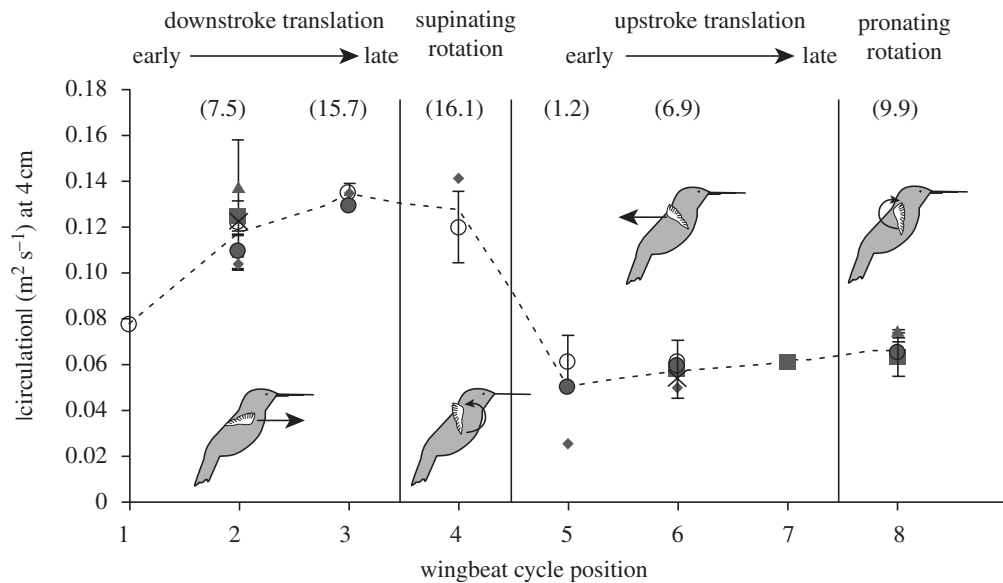 downstroke translation
early late
supinating
rotation
upstroke translation
early late
pronating
rotation
(7.5) (15.7) (16.1) (1.2) (6.9) (9.9)
|circulation| (m² s⁻¹) at 4 cm
0.18
0.16
0.14
0.12
0.10
0.08
0.06
0.04
0.02
0
1 2 3 4 5 6 7 8
wingbeat cycle position